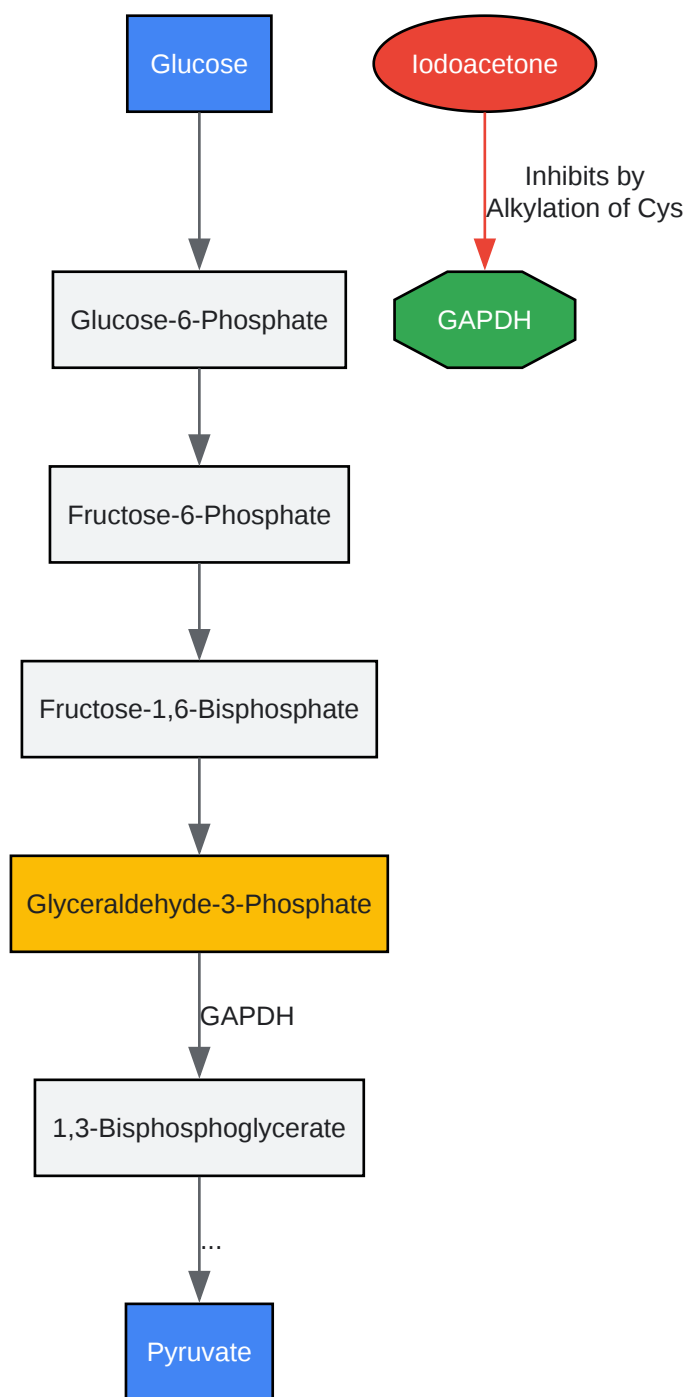 Glucose
Iodoacetone
Inhibits by
Alkylation of Cys
Glucose-6-Phosphate
GAPDH
Fructose-6-Phosphate
Fructose-1,6-Bisphosphate
Glyceraldehyde-3-Phosphate
GAPDH
1,3-Bisphosphoglycerate
...
Pyruvate